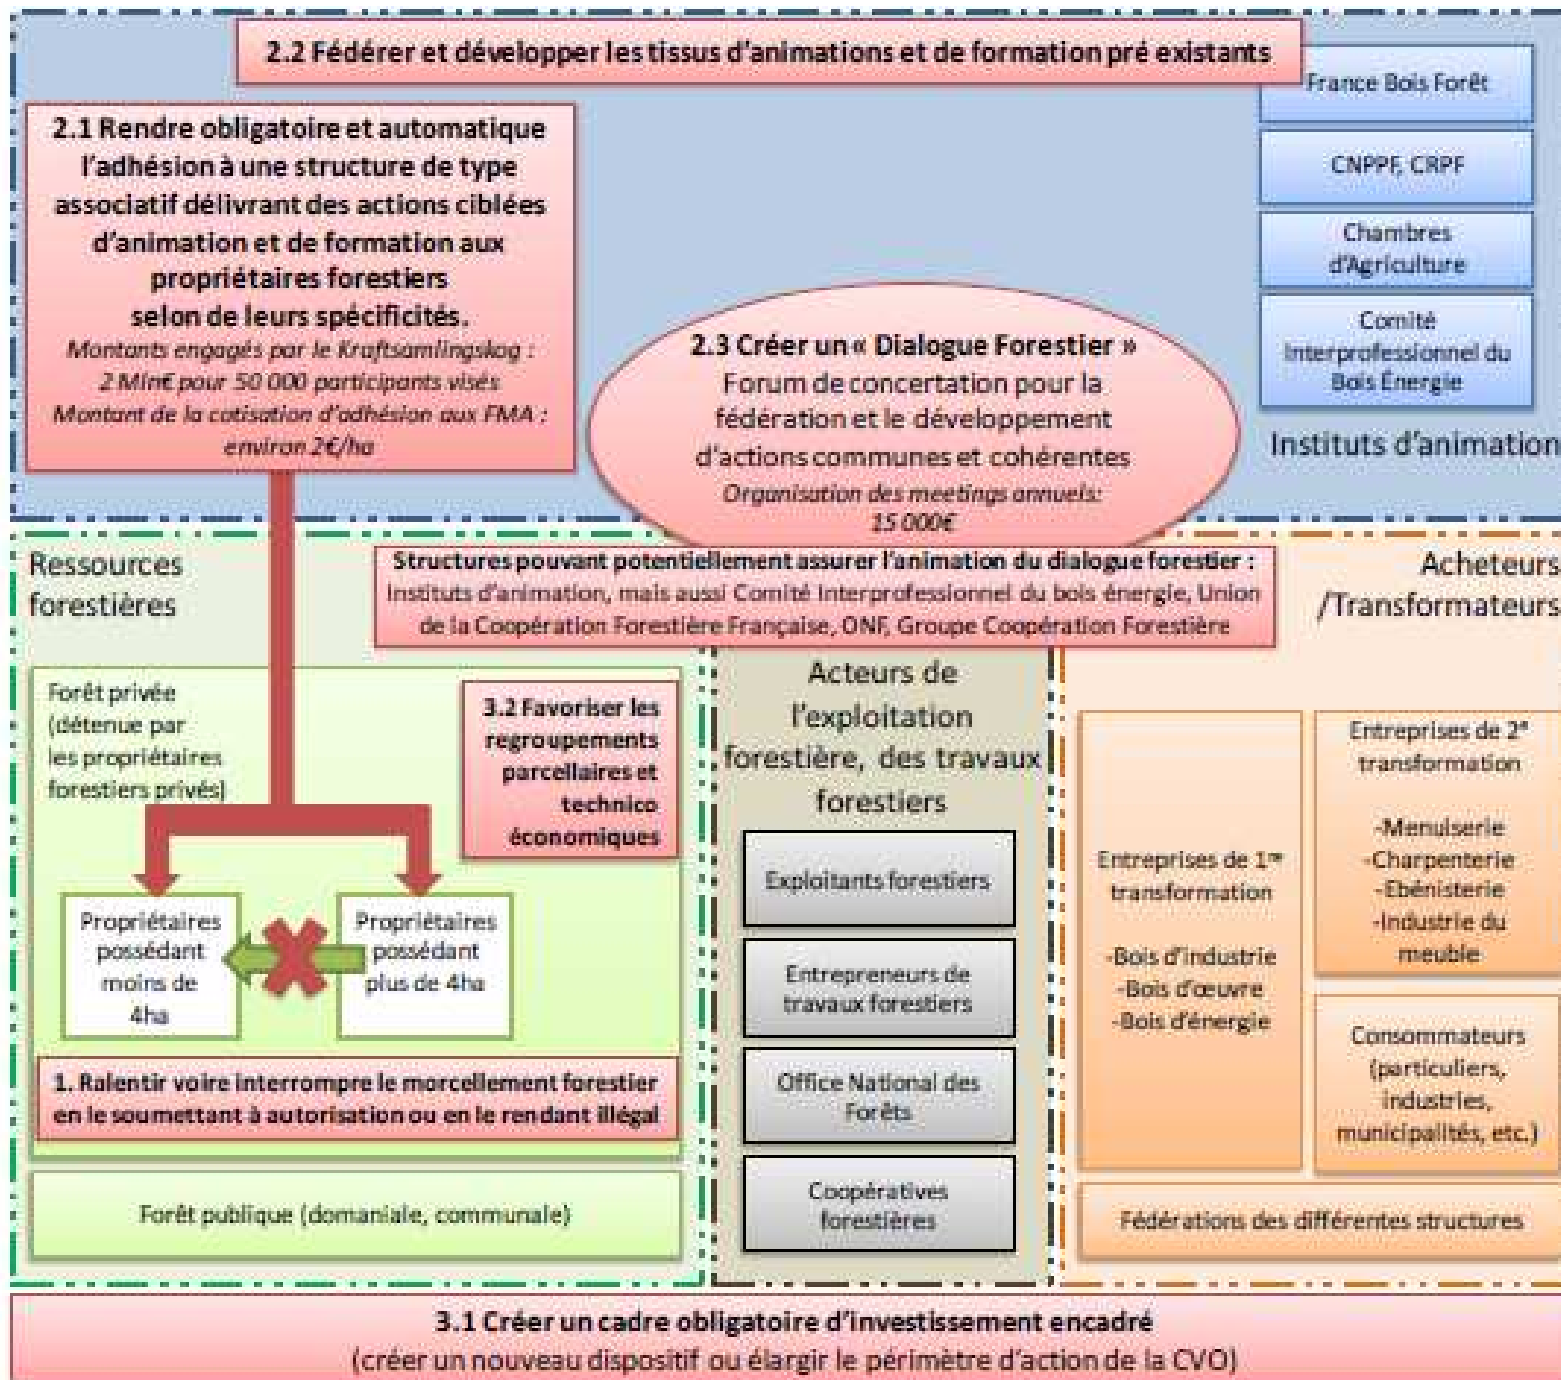 2.2 Fédérer et développer les tissus d'animations et de formation pré existants
2.1 Rendre obligatoire et automatique
l'adhésion à une structure de type
associatif délivrant des actions ciblées
d'animation et de formation aux
propriétaires forestiers
selon de leurs spécificités.
Montants engagés par le Kraftsamlingskog :
2 Mln€ pour 50 000 participants visés
Montant de la cotisation d'adhésion aux FMA :
environ 2€/ha
2.3 Créer un « Dialogue Forestier »
Forum de concertation pour la
fédération et le développement
d'actions communes et cohérentes
Organisation des meetings annuels:
15 000€
France Bois Forêt
CNPPF, CRPF
Chambres
d'Agriculture
Comité
Interprofessionnel du
Bois Énergie
Instituts d'animation
Ressources
forestières
Structures pouvant potentiellement assurer l'animation du dialogue forestier :
Instituts d'animation, mais aussi Comité Interprofessionnel du bois énergie, Union
de la Coopération Forestière Française, ONF, Groupe Coopération Forestière
Acheteurs
/Transformateurs
Forêt privée
(détenue par
les propriétaires
forestiers privés)
3.2 Favoriser les
regroupements
parcellaires et
technico
économiques
Propriétaires
possédant
moins de
4ha
Propriétaires
possédant
plus de 4ha
1. Ralentir voire interrompre le morcellement forestier
en le soumettant à autorisation ou en le rendant illégal
Forêt publique (domaniale, communale)
Acteurs de
l'exploitation
forestière, des travaux
forestiers
Exploitants forestiers
Entrepreneurs de
travaux forestiers
Office National des
Forêts
Coopératives
forestières
Entreprises de 1re
transformation
-Bois d'industrie
-Bois d'œuvre
-Bois d'énergie
Entreprises de 2e
transformation
-Menuiserie
-Charpenterie
-Ebénisterie
-Industrie du
meuble
Consommateurs
(particuliers,
industries,
municipalités, etc.)
Fédérations des différentes structures
3.1 Créer un cadre obligatoire d'investissement encadré
(créer un nouveau dispositif ou élargir le périmètre d'action de la CVO)